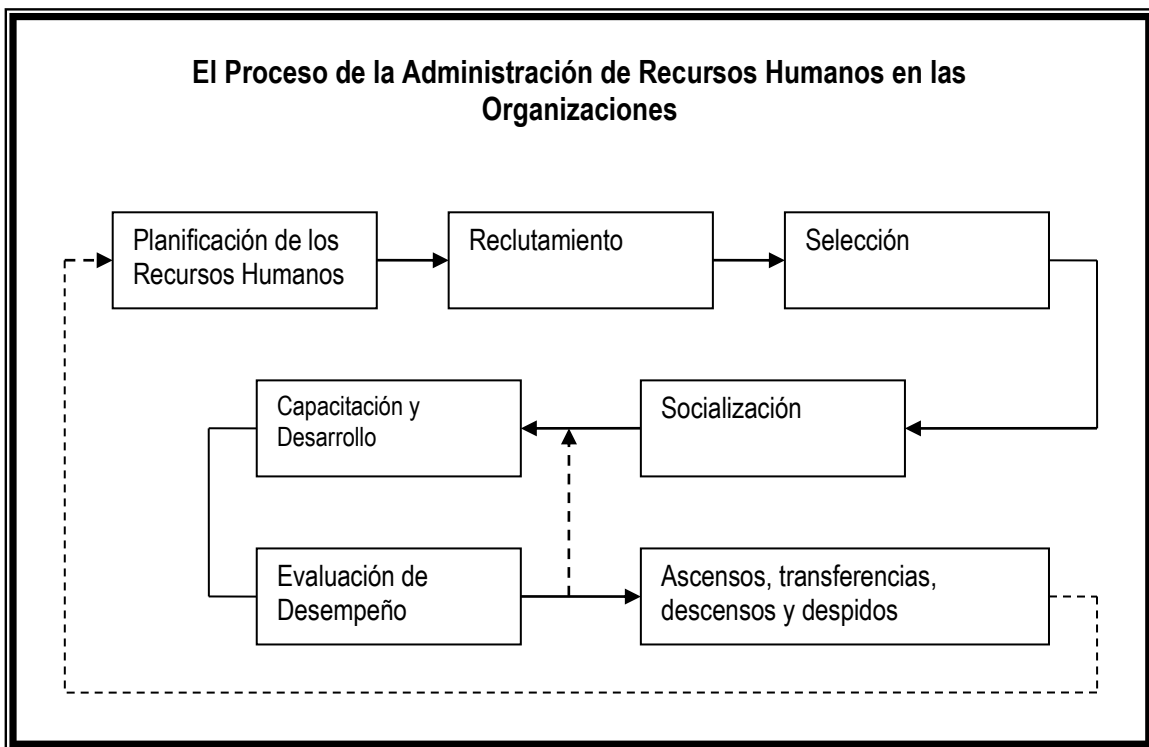 El Proceso de la Administración de Recursos Humanos en las
Organizaciones
Planificación de los
Recursos Humanos
Reclutamiento
Selección
Capacitación y
Desarrollo
Socialización
Evaluación de
Desempeño
Ascensos, transferencias,
descensos y despidos